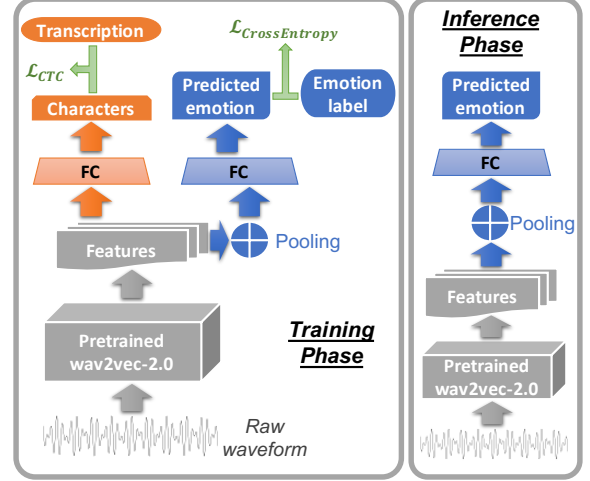 Transcription
ℒ_CTC
Characters
FC
ℒ_CrossEntropy
Predicted
emotion
Emotion
label
FC
Features
Pooling
Pretrained
wav2vec-2.0
Training
Phase
Raw
waveform
Inference
Phase
Predicted
emotion
FC
Pooling
Features
Pretrained
wav2vec-2.0